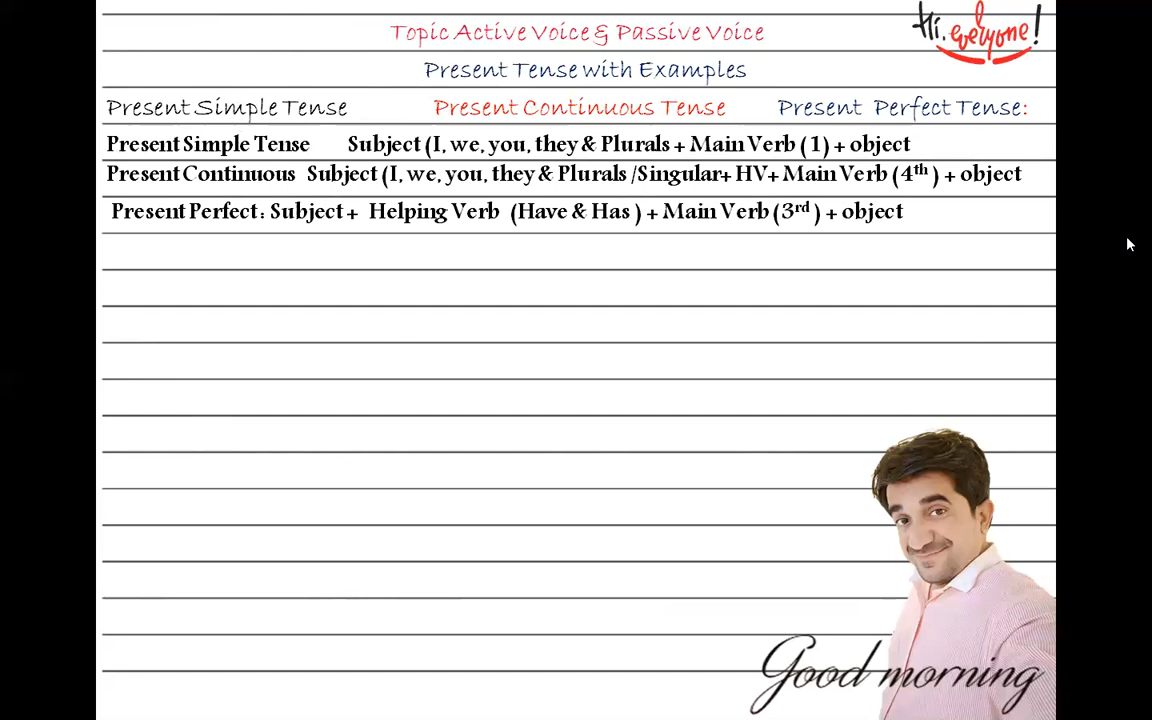 Hi, everyone!
Topic Active Voice & Passive Voice
Present Tense with Examples
Present Simple Tense Present Continuous Tense Present Perfect Tense:
Present Simple Tense Subject (I, we, you, they & Plurals + Main Verb (1) + object
Present Continuous Subject (I, we, you, they & Plurals /Singular+ HV+ Main Verb (4th ) + object
Present Perfect: Subject + Helping Verb (Have & Has ) + Main Verb (3rd ) + object
Good morning